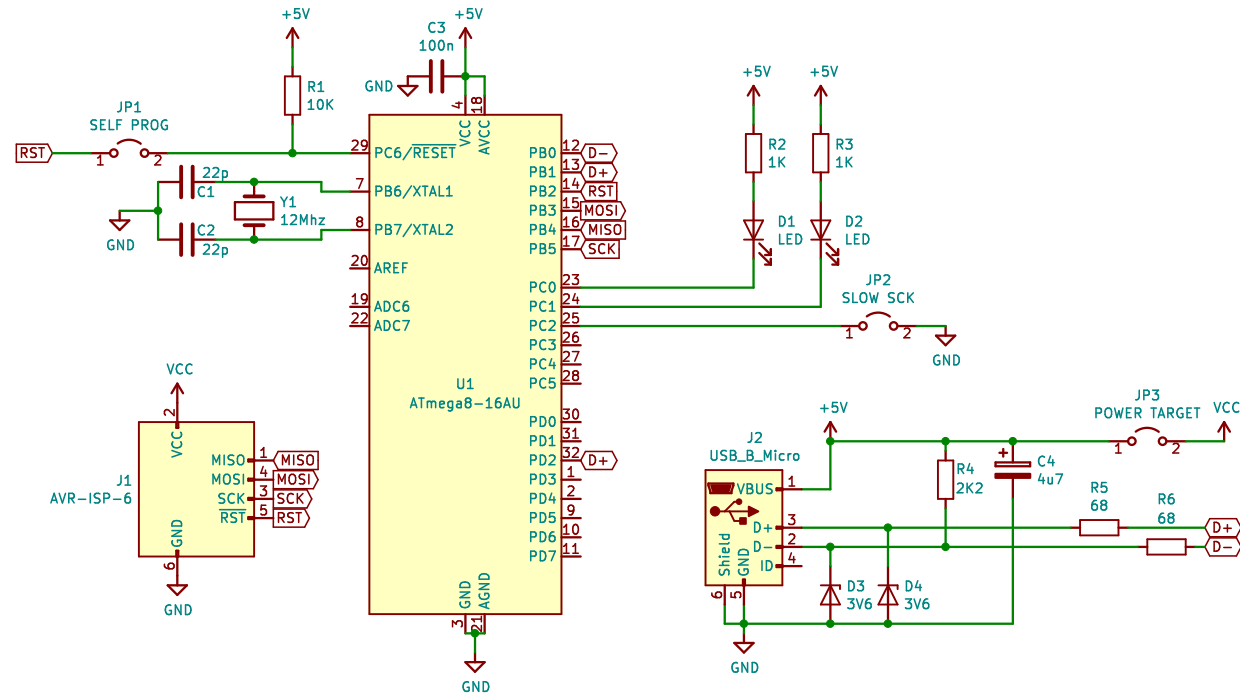 +5V
+5V
C3
100n
GND
R1
10K
JP1
SELF PROG
RST
1
2
22p
C1
Y1
12Mhz
C2
22p
GND
4
18
VCC
AVCC
29
PC6/RESET
7
PB6/XTAL1
8
PB7/XTAL2
20
AREF
19
ADC6
22
ADC7
U1
ATmega8-16AU
PB0
12
D-
PB1
13
D+
PB2
14
RST
PB3
15
MOSI
PB4
16
MISO
PB5
17
SCK
PC0
23
PC1
24
PC2
25
PC3
26
PC4
27
PC5
28
PD0
30
PD1
31
PD2
32
D+
PD3
1
PD4
2
PD5
9
PD6
10
PD7
11
GND
AGND
3
21
GND
+5V
+5V
R2
1K
R3
1K
D1
LED
D2
LED
JP2
SLOW SCK
1
2
GND
VCC
2
VCC
J1
AVR-ISP-6
MISO
1
MISO
MOSI
4
MOSI
SCK
3
SCK
RST
5
RST
GND
6
GND
+5V
J2
USB_B_Micro
VBUS
1
D+
3
D-
2
ID
4
Shield
GND
6
5
GND
D3
3V6
D4
3V6
R4
2K2
C4
4u7
+
JP3
POWER TARGET
1
2
VCC
R5
68
R6
68
D+
D-